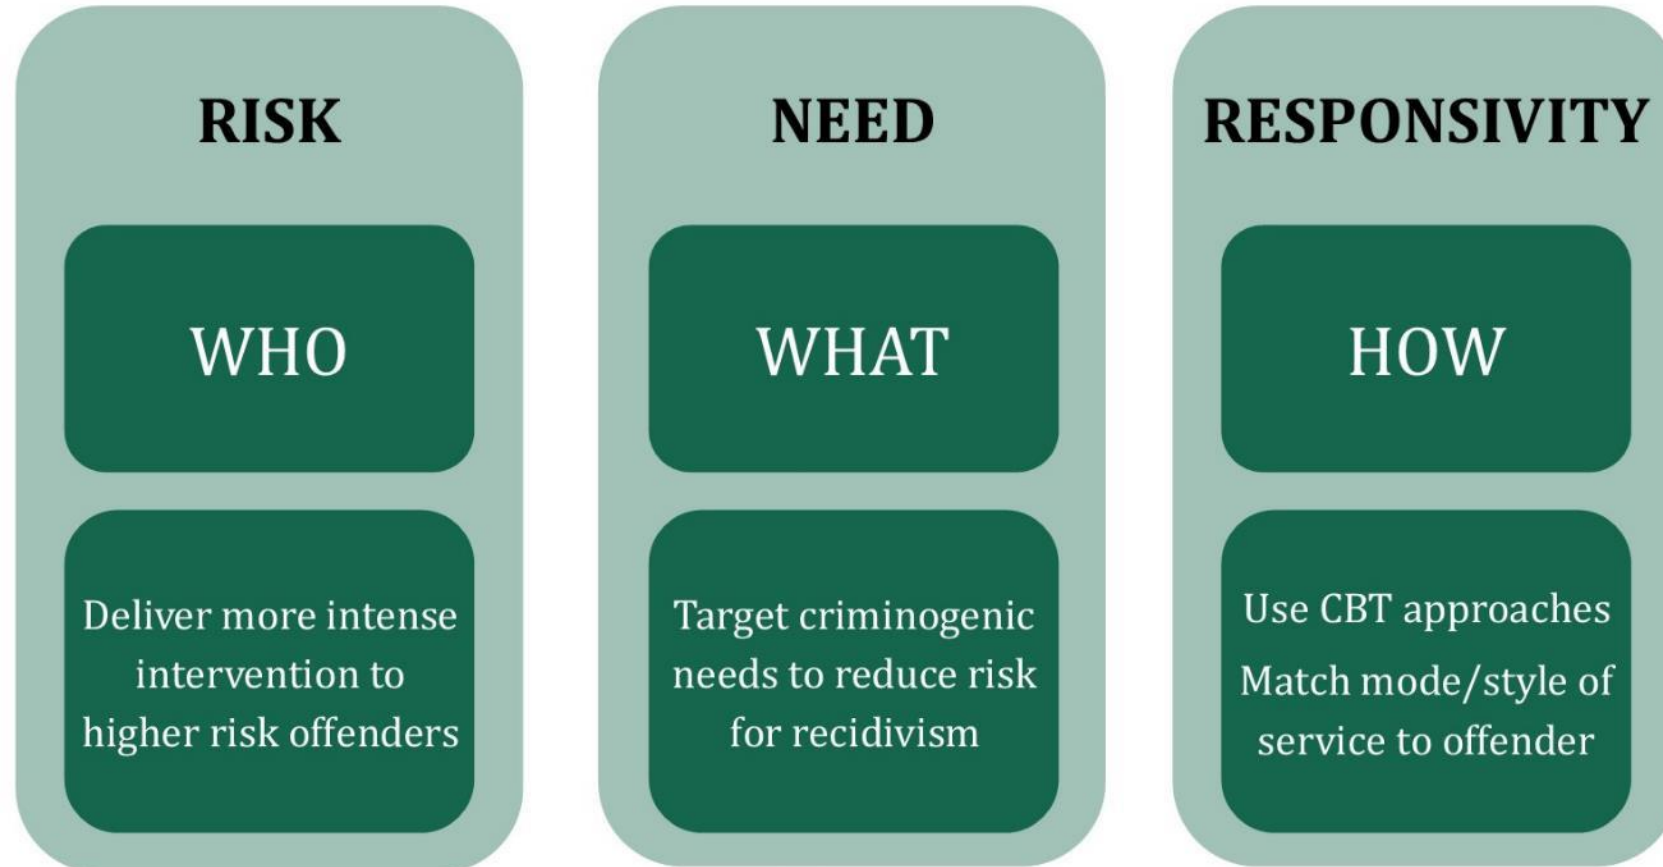 RISK
WHO
Deliver more intense
intervention to
higher risk offenders
NEED
WHAT
Target criminogenic
needs to reduce risk
for recidivism
RESPONSIVITY
HOW
Use CBT approaches
Match mode/style of
service to offender